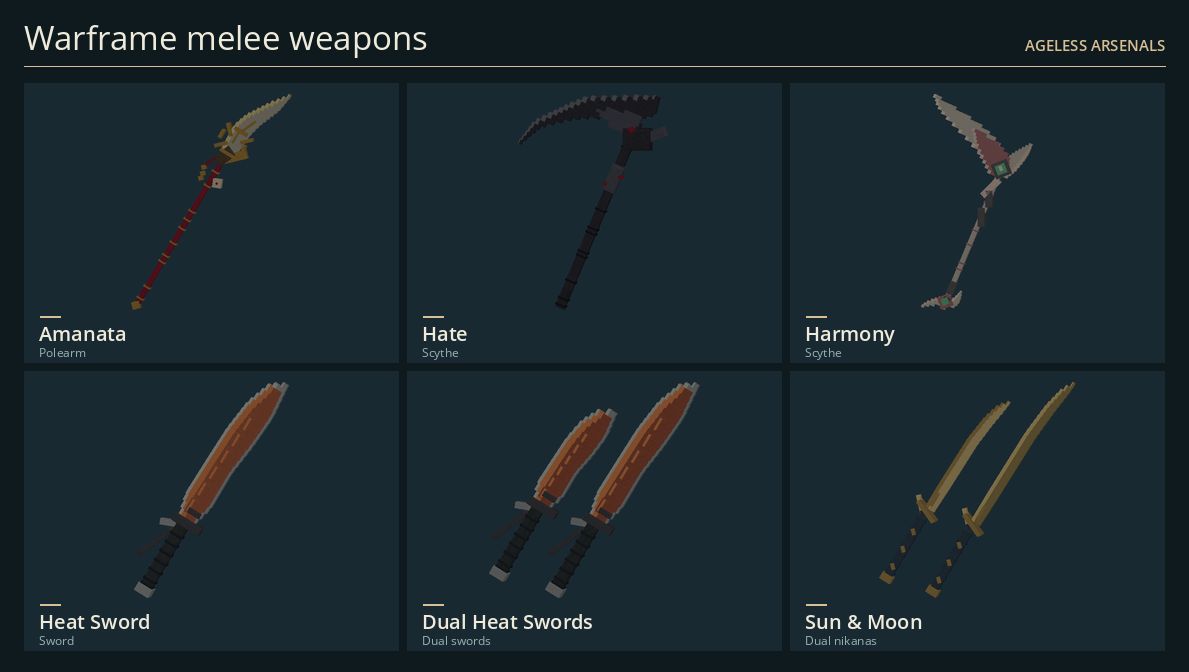 Warframe melee weapons
AGELESS ARSENALS
Amanata
Polearm
Hate
Scythe
Harmony
Scythe
Heat Sword
Sword
Dual Heat Swords
Dual swords
Sun & Moon
Dual nikanas